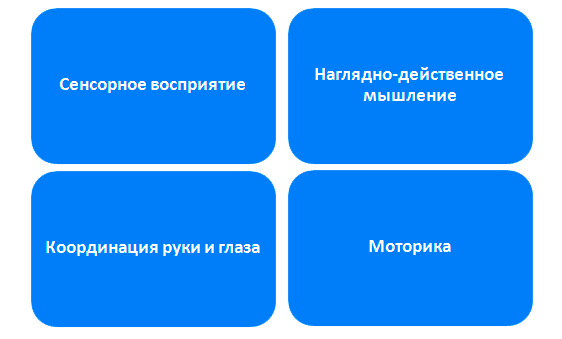 Сенсорное восприятие
Наглядно-действенное
мышление
Координация руки и глаза
Моторика